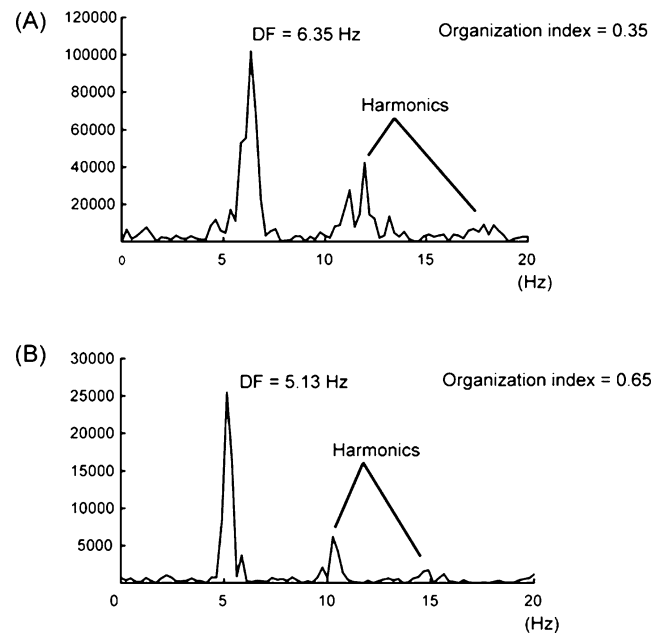 (A)
120000
DF = 6.35 Hz
Organization index = 0.35
100000
Harmonics
80000
60000
40000
20000
0 5 10 15 20
(Hz)
(B)
30000
DF = 5.13 Hz
Organization index = 0.65
25000
20000
Harmonics
15000
10000
5000
0 5 10 15 20
(Hz)